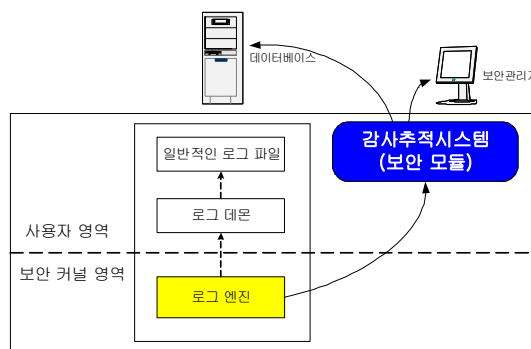 데이터베이스
보안관리자
감사추적시스템
(보안 모듈)
일반적인 로그 파일
로그 데몬
사용자 영역
보안 커널 영역
로그 엔진